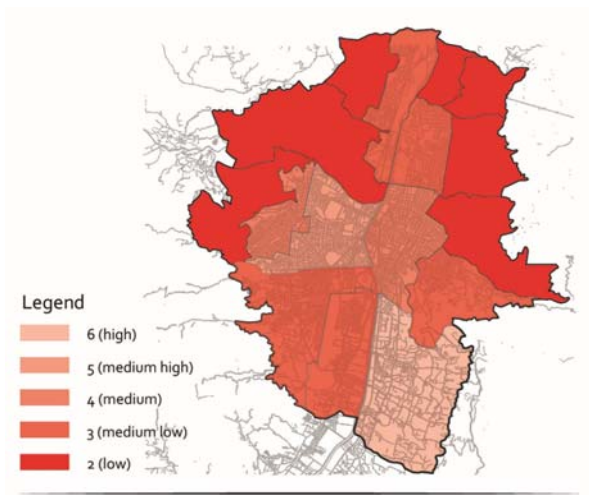 Legend
6 (high)
5 (medium high)
4 (medium)
3 (medium low)
2 (low)